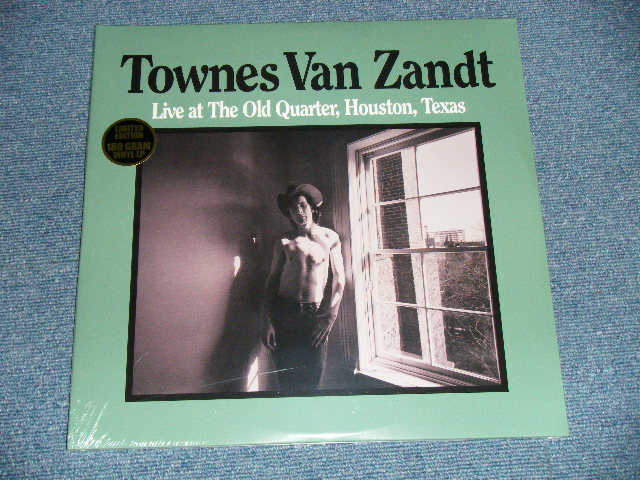 Townes Van Zandt
Live at The Old Quarter, Houston, Texas
LIMITED
EDITION
180 GRAM
VINYL LP